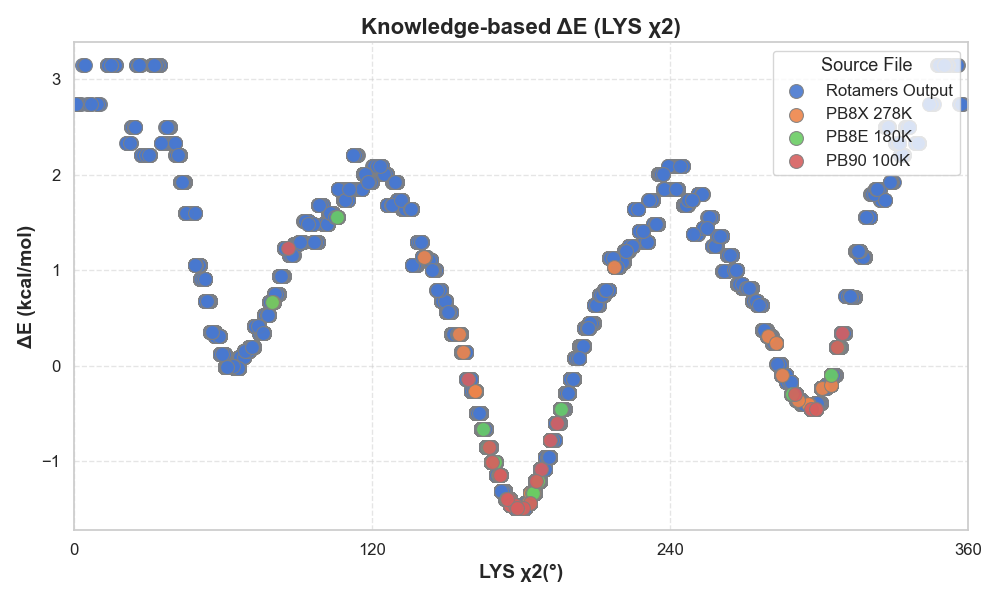 Knowledge-based ΔE (LYS χ2)
ΔE (kcal/mol)
3
2
1
0
−1
0
120
240
360
LYS χ2(°)
Source File
Rotamers Output
PB8X 278K
PB8E 180K
PB90 100K